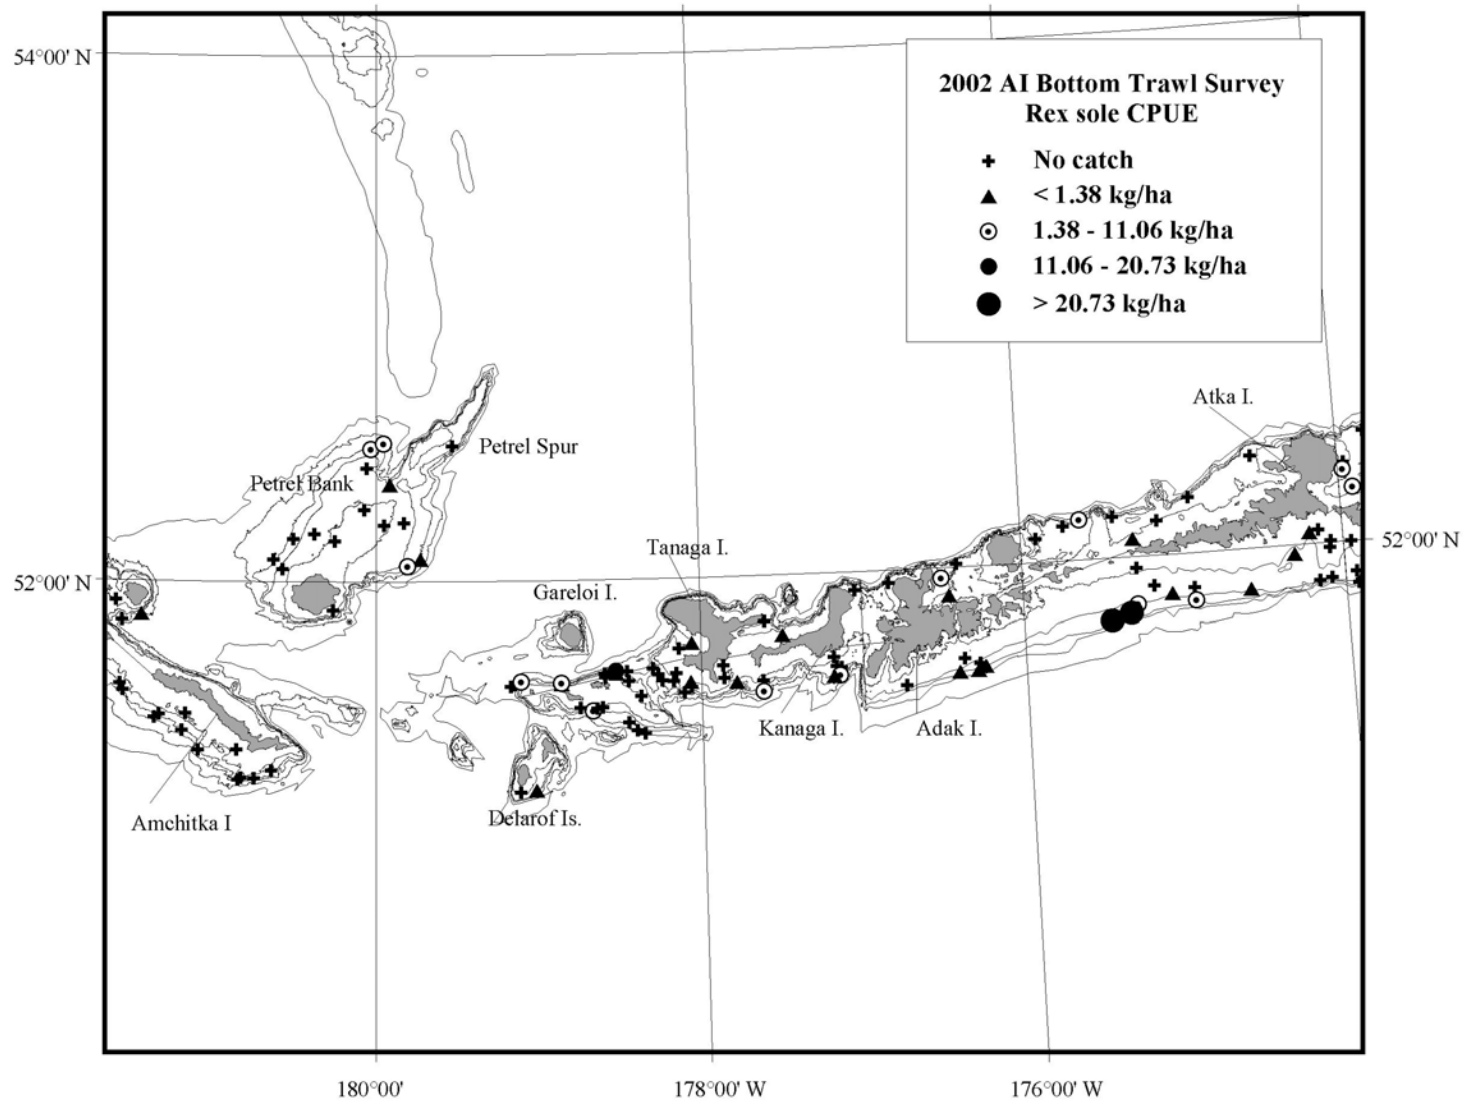 54°00' N
2002 AI Bottom Trawl Survey
Rex sole CPUE
No catch
< 1.38 kg/ha
1.38 - 11.06 kg/ha
11.06 - 20.73 kg/ha
> 20.73 kg/ha
Atka I.
Petrel Spur
Petrel Bank
52°00' N
Tanaga I.
52°00' N
Gareloi I.
Kanaga I.
Adak I.
Delarof Is.
Amchitka I
180°00'
178°00' W
176°00' W